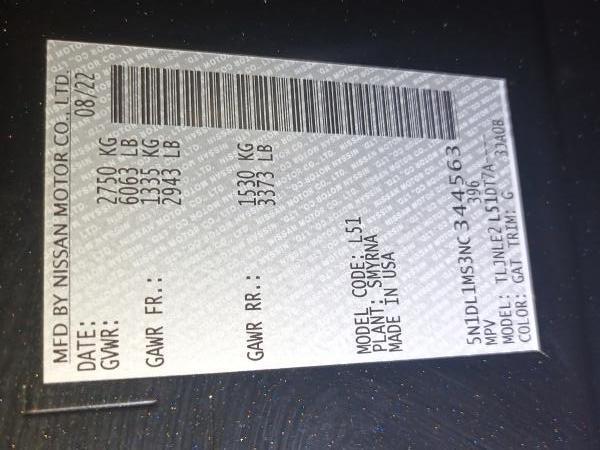 MFD BY NISSAN MOTOR CO., LTD.
DATE: 08/22
GVWR: 2750 KG
6063 LB
GAWR FR.: 1335 KG
2943 LB
GAWR RR.: 1530 KG
3373 LB
MODEL CODE: L51
PLANT: SMYRNA
MADE IN USA
5N1DL1MS3NC344563
MPV 396
MODEL: TLJNLE2 L51DT7A--
COLOR: GAT TRIM: G 33A08